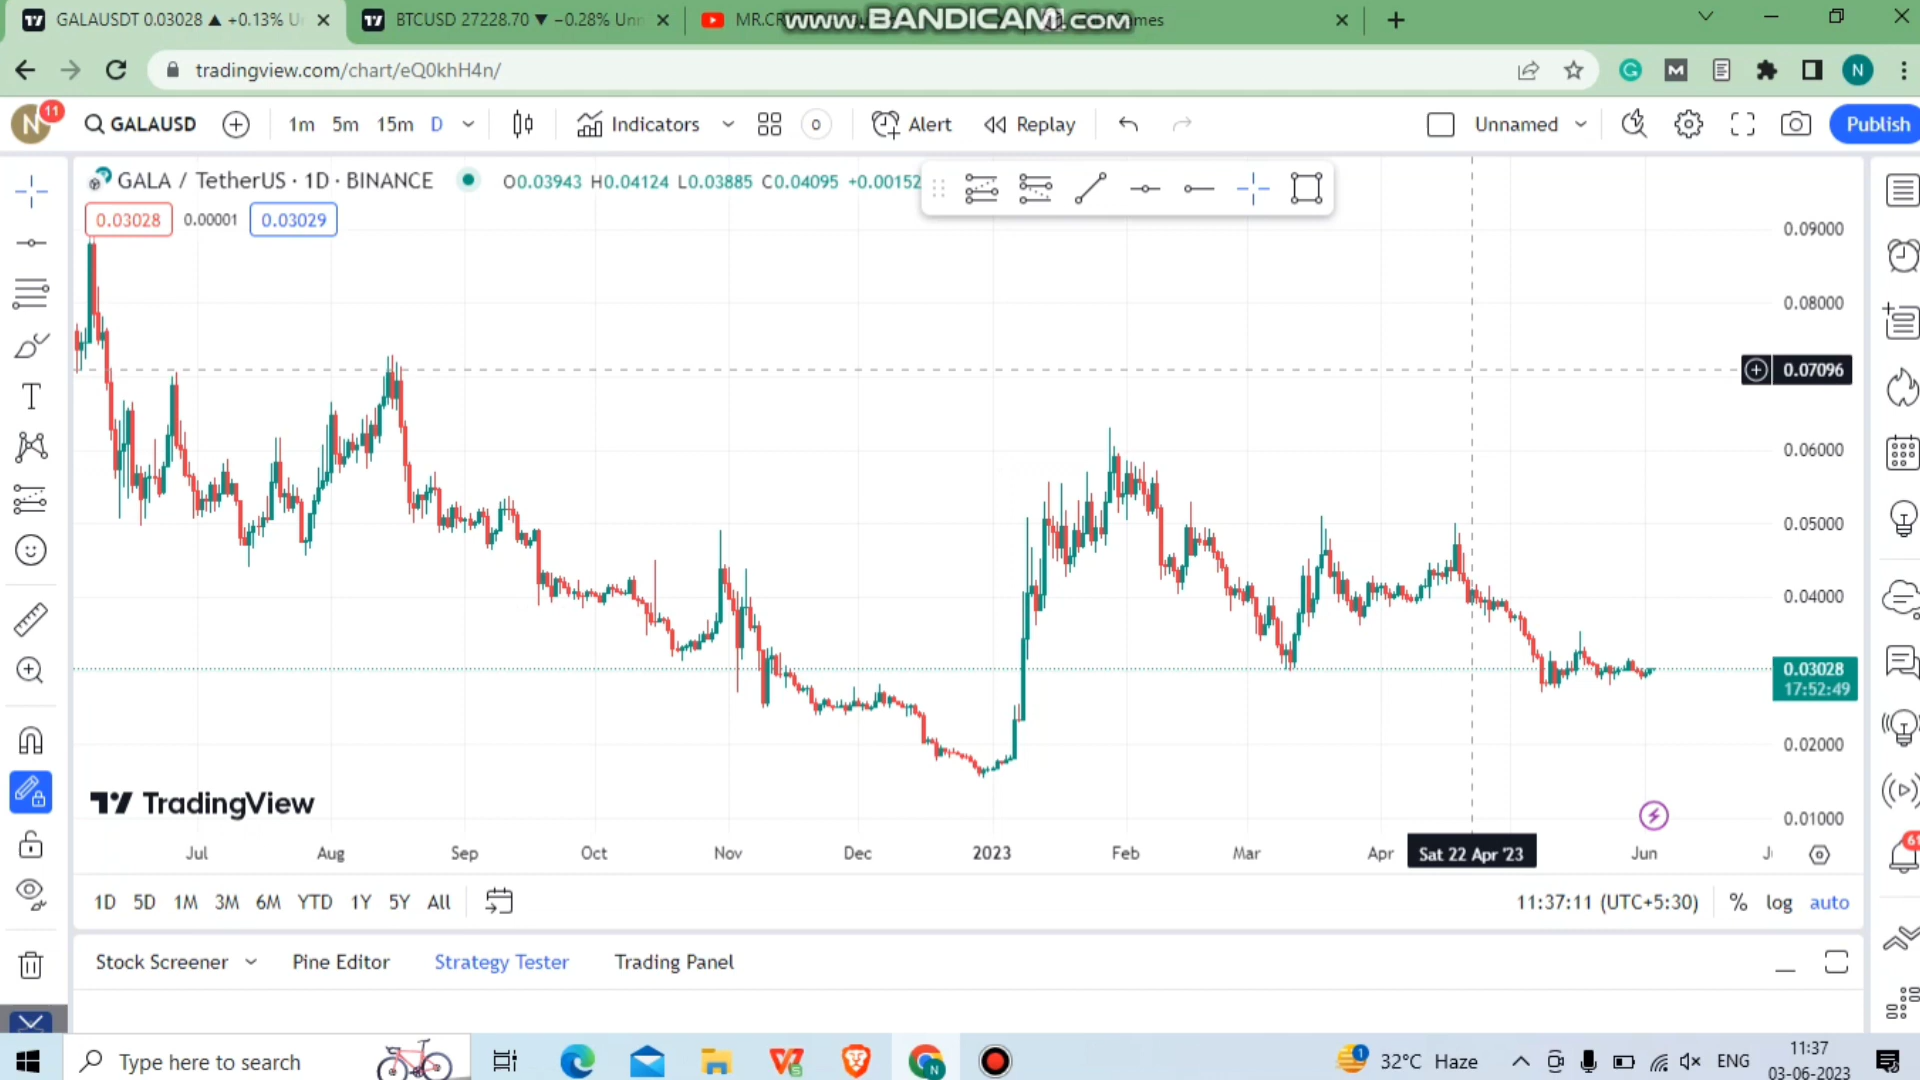 GALAUSDT 0.03028 ▲ +0.13% U
BTCUSD 27228.70 ▼ −0.28% Unn
www.BANDICAM.com
tradingview.com/chart/eQ0khH4n/
N
N
11
GALAUSD
1m 5m 15m D
Indicators
0
Alert
Replay
Unnamed
Publish
GALA / TetherUS · 1D · BINANCE
O0.03943 H0.04124 L0.03885 C0.04095 +0.00152
0.03028
0.00001
0.03029
0.09000
0.08000
0.07096
0.06000
0.05000
0.04000
0.03028
17:52:49
0.02000
0.01000
TradingView
Jul Aug Sep Oct Nov Dec 2023 Feb Mar Apr Sat 22 Apr '23 Jun
1D 5D 1M 3M 6M YTD 1Y 5Y All
11:37:11 (UTC+5:30) % log auto
Stock Screener Pine Editor Strategy Tester Trading Panel
Type here to search
32°C Haze
ENG
11:37
03-06-2023